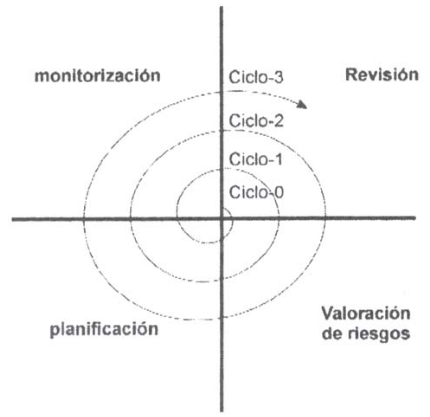 monitorización
Ciclo-3
Revisión
Ciclo-2
Ciclo-1
Ciclo-0
planificación
Valoración
de riesgos